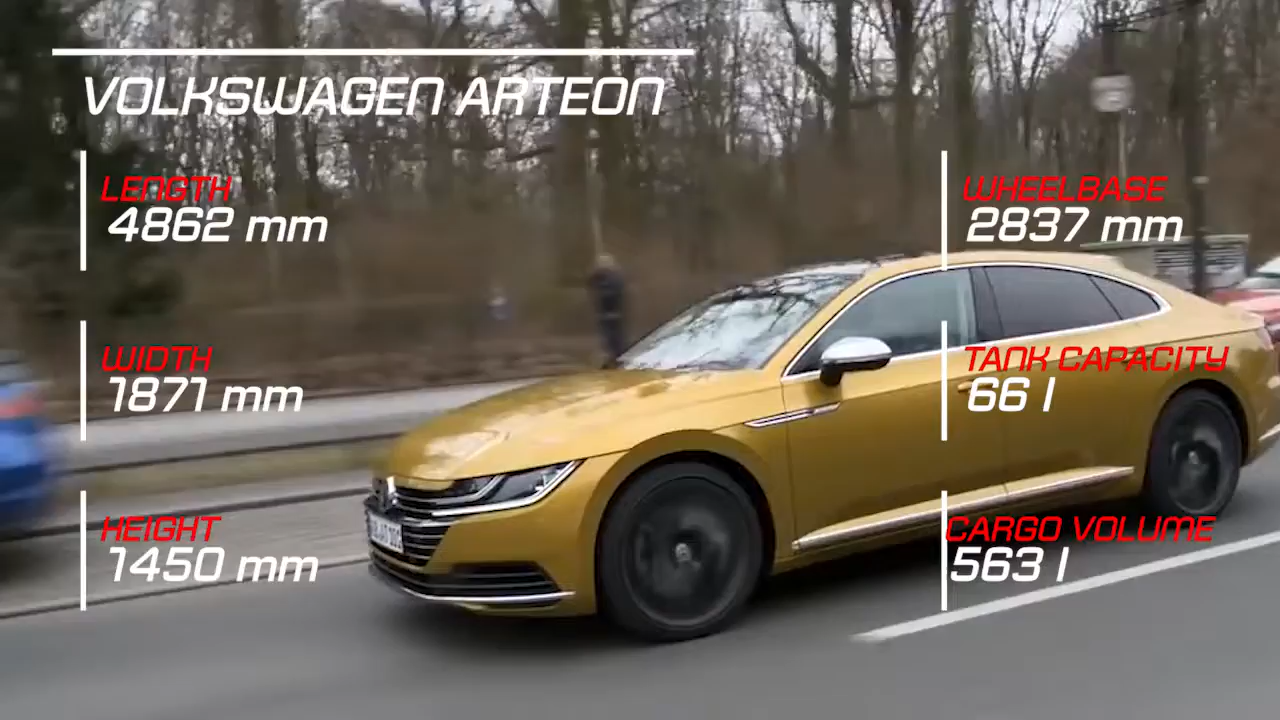 VOLKSWAGEN ARTEON
LENGTH
4862 mm
WIDTH
1871 mm
HEIGHT
1450 mm
WHEELBASE
2837 mm
TANK CAPACITY
66 l
CARGO VOLUME
563 l